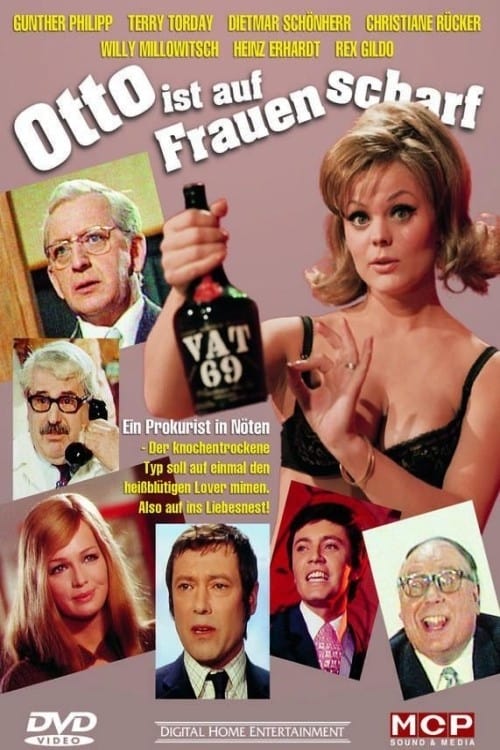 GUNTHER PHILIPP TERRY TORDAY DIETMAR SCHÖNHERR CHRISTIANE RÜCKER
WILLY MILLOWITSCH HEINZ ERHARDT REX GILDO
Otto ist auf
Frauen scharf
VAT
69
Ein Prokurist in Nöten
- Der knochentrockene
Typ soll auf einmal den
heißblütigen Lover mimen.
Also auf ins Liebesnest!
DVD
VIDEO
DIGITAL HOME ENTERTAINMENT
MCP
SOUND & MEDIA